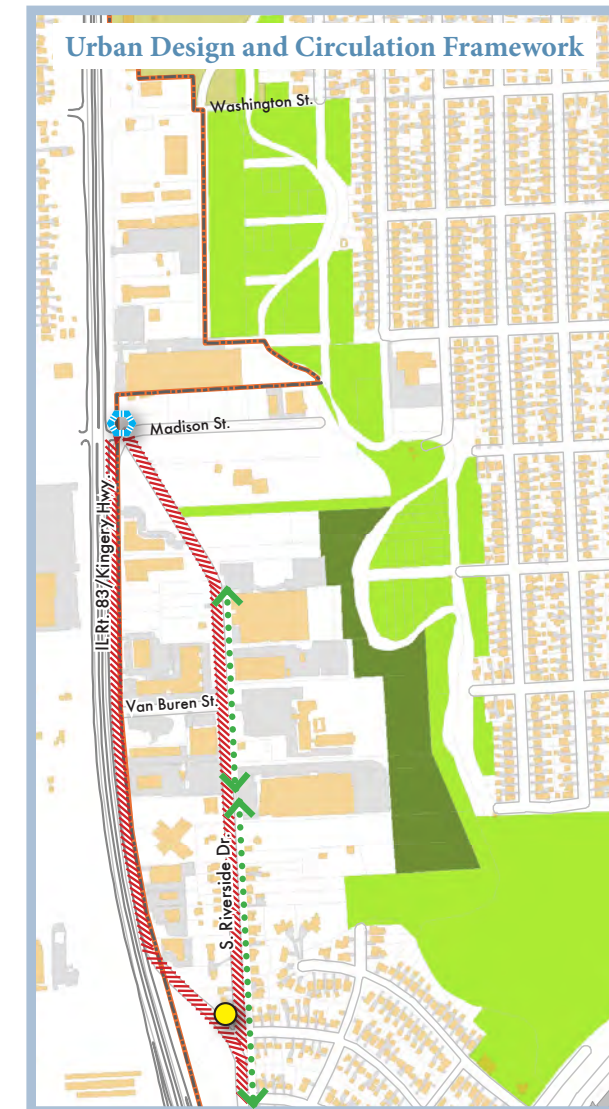 Urban Design and Circulation Framework
Washington St.
Madison St.
IL Rt. 83/Kingery Hwy.
Van Buren St.
S. Riverside Dr.